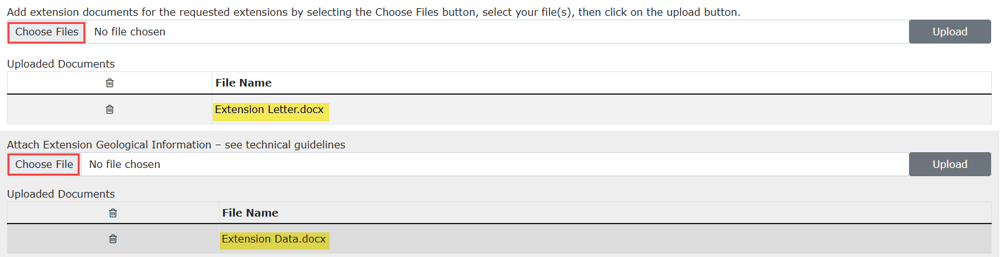 Add extension documents for the requested extensions by selecting the Choose Files button, select your file(s), then click on the upload button.
Choose Files No file chosen Upload
Uploaded Documents
File Name
Extension Letter.docx
Attach Extension Geological Information – see technical guidelines
Choose File No file chosen Upload
Uploaded Documents
File Name
Extension Data.docx